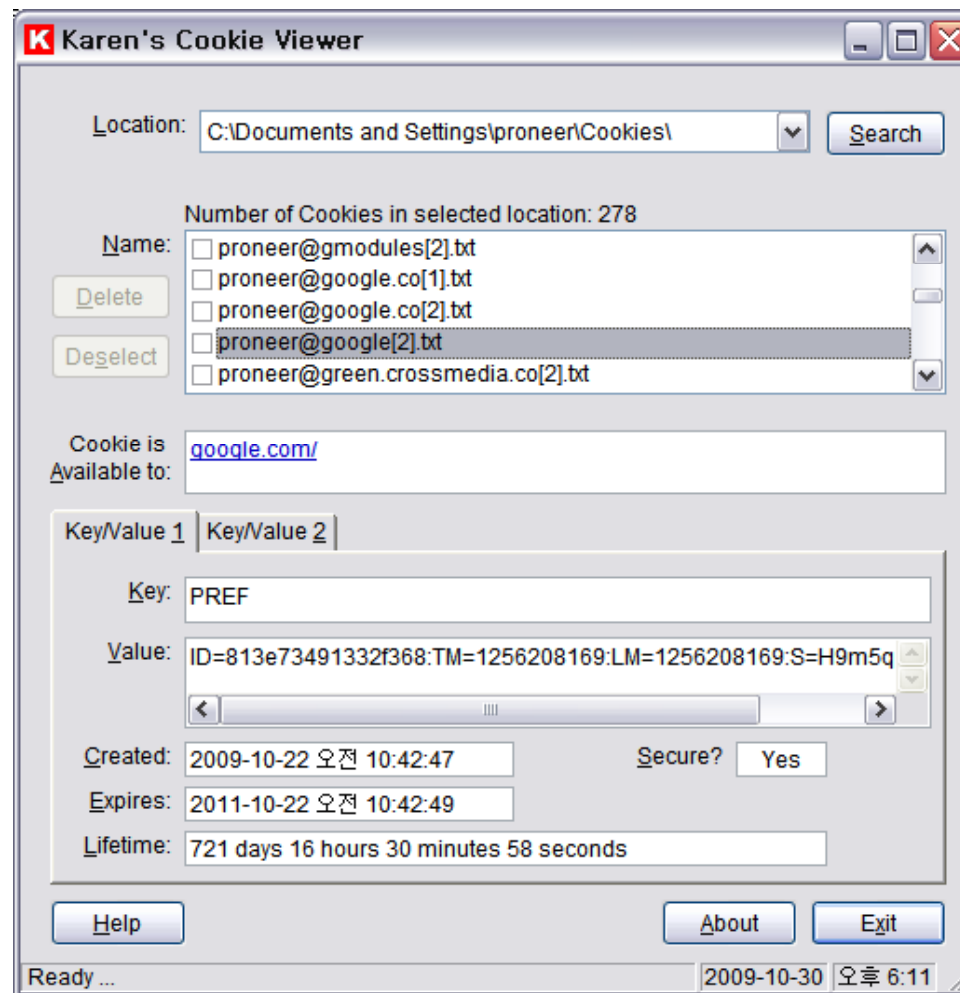 K Karen's Cookie Viewer
Location: C:\Documents and Settings\proneer\Cookies\ Search
Number of Cookies in selected location: 278
Name: proneer@gmodules[2].txt
proneer@google.co[1].txt
Delete proneer@google.co[2].txt
proneer@google[2].txt
Deselect proneer@green.crossmedia.co[2].txt
Cookie is Available to: google.com/
Key/Value 1 Key/Value 2
Key: PREF
Value: ID=813e73491332f368:TM=1256208169:LM=1256208169:S=H9m5q
Created: 2009-10-22 오전 10:42:47 Secure? Yes
Expires: 2011-10-22 오전 10:42:49
Lifetime: 721 days 16 hours 30 minutes 58 seconds
Help About Exit
Ready ... 2009-10-30 오후 6:11